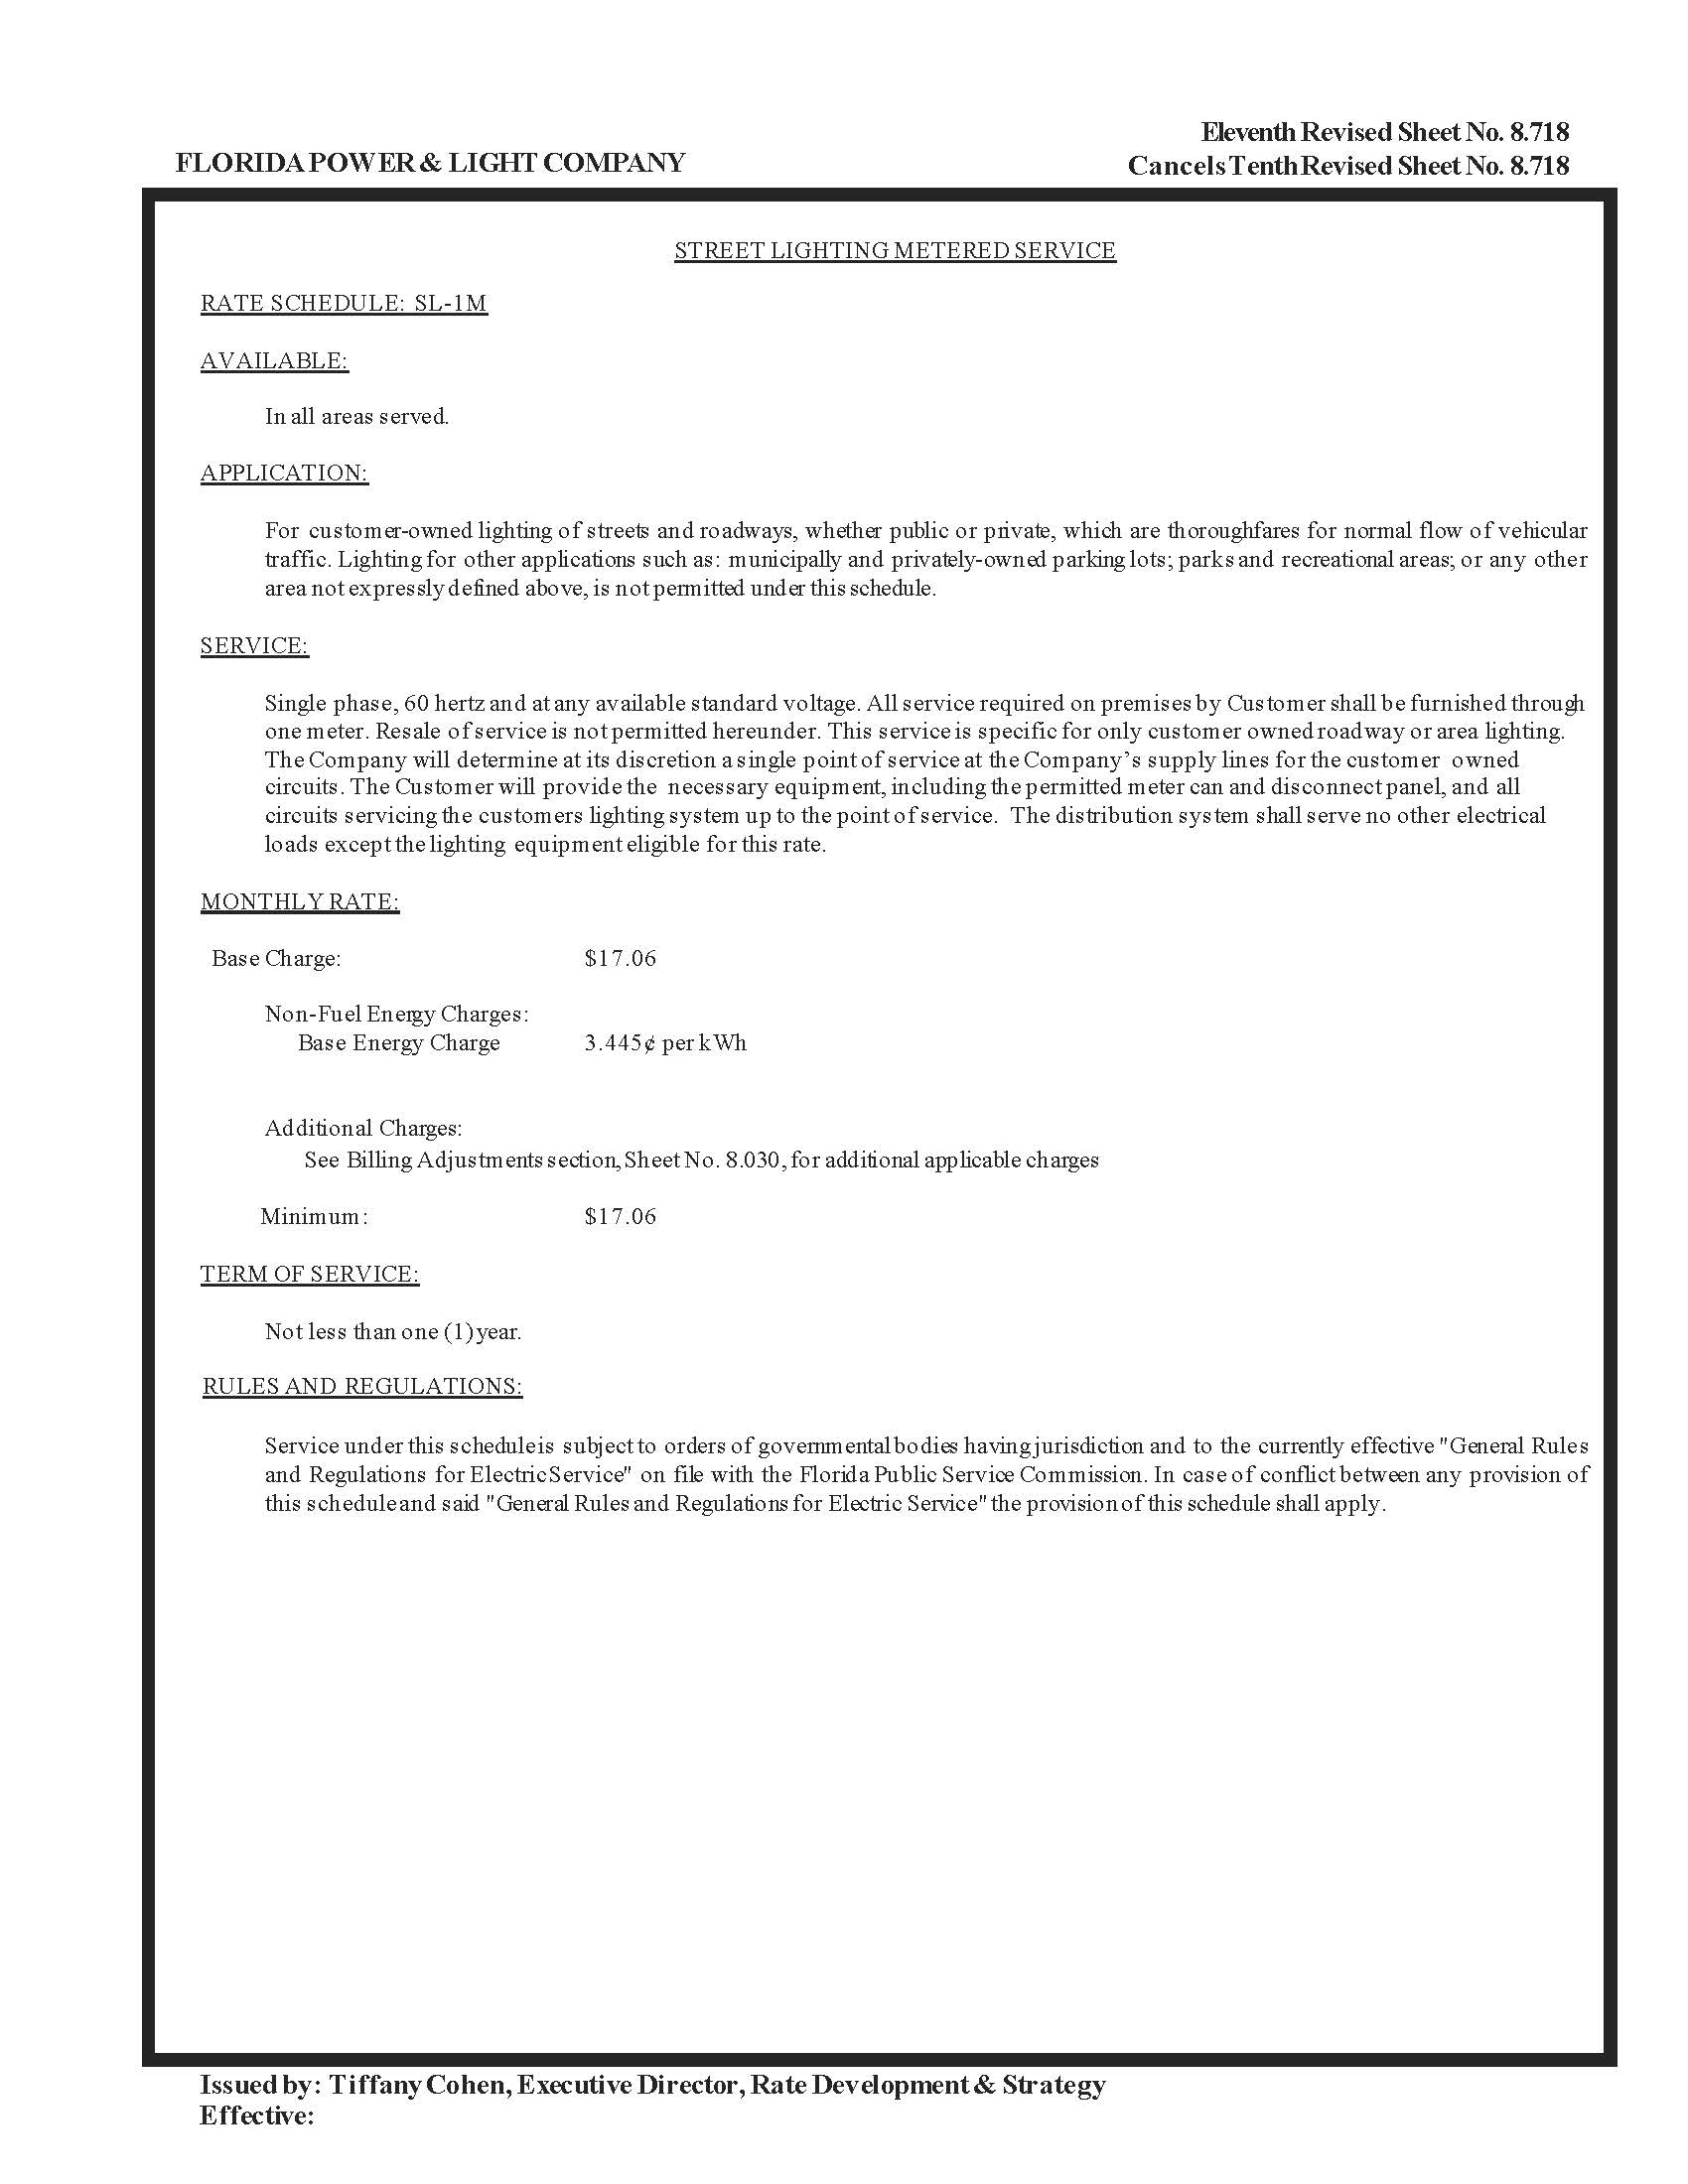 Eleventh Revised Sheet No. 8.718
FLORIDA POWER & LIGHT COMPANY
Cancels Tenth Revised Sheet No. 8.718
STREET LIGHTING METERED SERVICE
RATE SCHEDULE: SL-1M
AVAILABLE:
In all areas served.
APPLICATION:
For customer-owned lighting of streets and roadways, whether public or private, which are thoroughfares for normal flow of vehicular
traffic. Lighting for other applications such as: municipally and privately-owned parking lots; parks and recreational areas; or any other
area not expressly defined above, is not permitted under this schedule.
SERVICE:
Single phase, 60 hertz and at any available standard voltage. All service required on premises by Customer shall be furnished through
one meter. Resale of service is not permitted hereunder. This service is specific for only customer owned roadway or area lighting.
The Company will determine at its discretion a single point of service at the Company’s supply lines for the customer owned
circuits. The Customer will provide the necessary equipment, including the permitted meter can and disconnect panel, and all
circuits servicing the customers lighting system up to the point of service. The distribution system shall serve no other electrical
loads except the lighting equipment eligible for this rate.
MONTHLY RATE:
Base Charge: $17.06
Non-Fuel Energy Charges:
Base Energy Charge 3.445¢ per kWh
Additional Charges:
See Billing Adjustments section, Sheet No. 8.030, for additional applicable charges
Minimum: $17.06
TERM OF SERVICE:
Not less than one (1) year.
RULES AND REGULATIONS:
Service under this schedule is subject to orders of governmental bodies having jurisdiction and to the currently effective "General Rules
and Regulations for Electric Service" on file with the Florida Public Service Commission. In case of conflict between any provision of
this schedule and said "General Rules and Regulations for Electric Service" the provision of this schedule shall apply.
Issued by: Tiffany Cohen, Executive Director, Rate Development & Strategy
Effective: